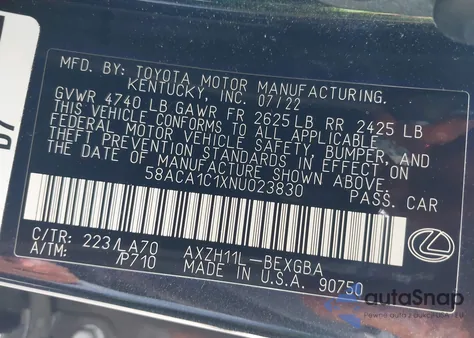 MFD. BY: TOYOTA MOTOR MANUFACTURING.
KENTUCKY, INC. 07/22
GVWR 4740 LB GAWR FR 2625 LB RR 2425 LB
THIS VEHICLE CONFORMS TO ALL APPLICABLE
FEDERAL MOTOR VEHICLE SAFETY, BUMPER, AND
THEFT PREVENTION STANDARDS IN EFFECT ON
THE DATE OF MANUFACTURE SHOWN ABOVE.
58ACA1C1XNU023830 PASS. CAR
C/TR: 223/LA70 AXZH11L-BEXGBA
A/TM: /P710 MADE IN U.S.A. 90750
autoSnap